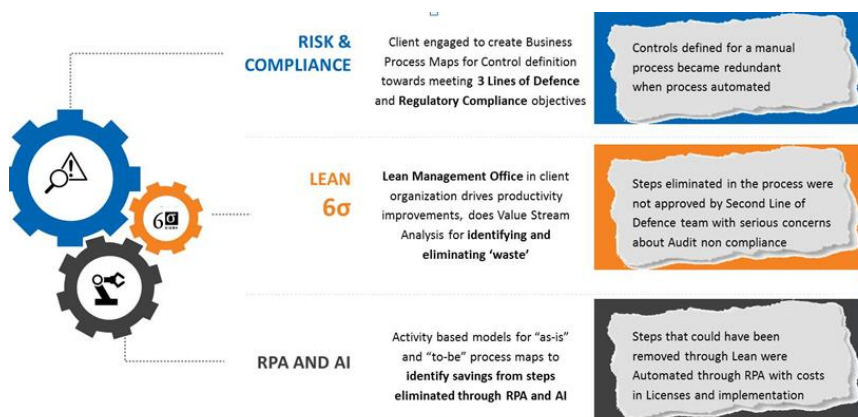 RISK &
COMPLIANCE
Client engaged to create Business
Process Maps for Control definition
towards meeting 3 Lines of Defence
and Regulatory Compliance objectives
Controls defined for a manual
process became redundant
when process automated
6σ
LEAN
6σ
Lean Management Office in client
organization drives productivity
improvements, does Value Stream
Analysis for identifying and
eliminating ‘waste’
Steps eliminated in the process were
not approved by Second Line of
Defence team with serious concerns
about Audit non compliance
RPA AND AI
Activity based models for “as-is”
and “to-be” process maps to
identify savings from steps
eliminated through RPA and AI
Steps that could have been
removed through Lean were
Automated through RPA with costs
in Licenses and implementation